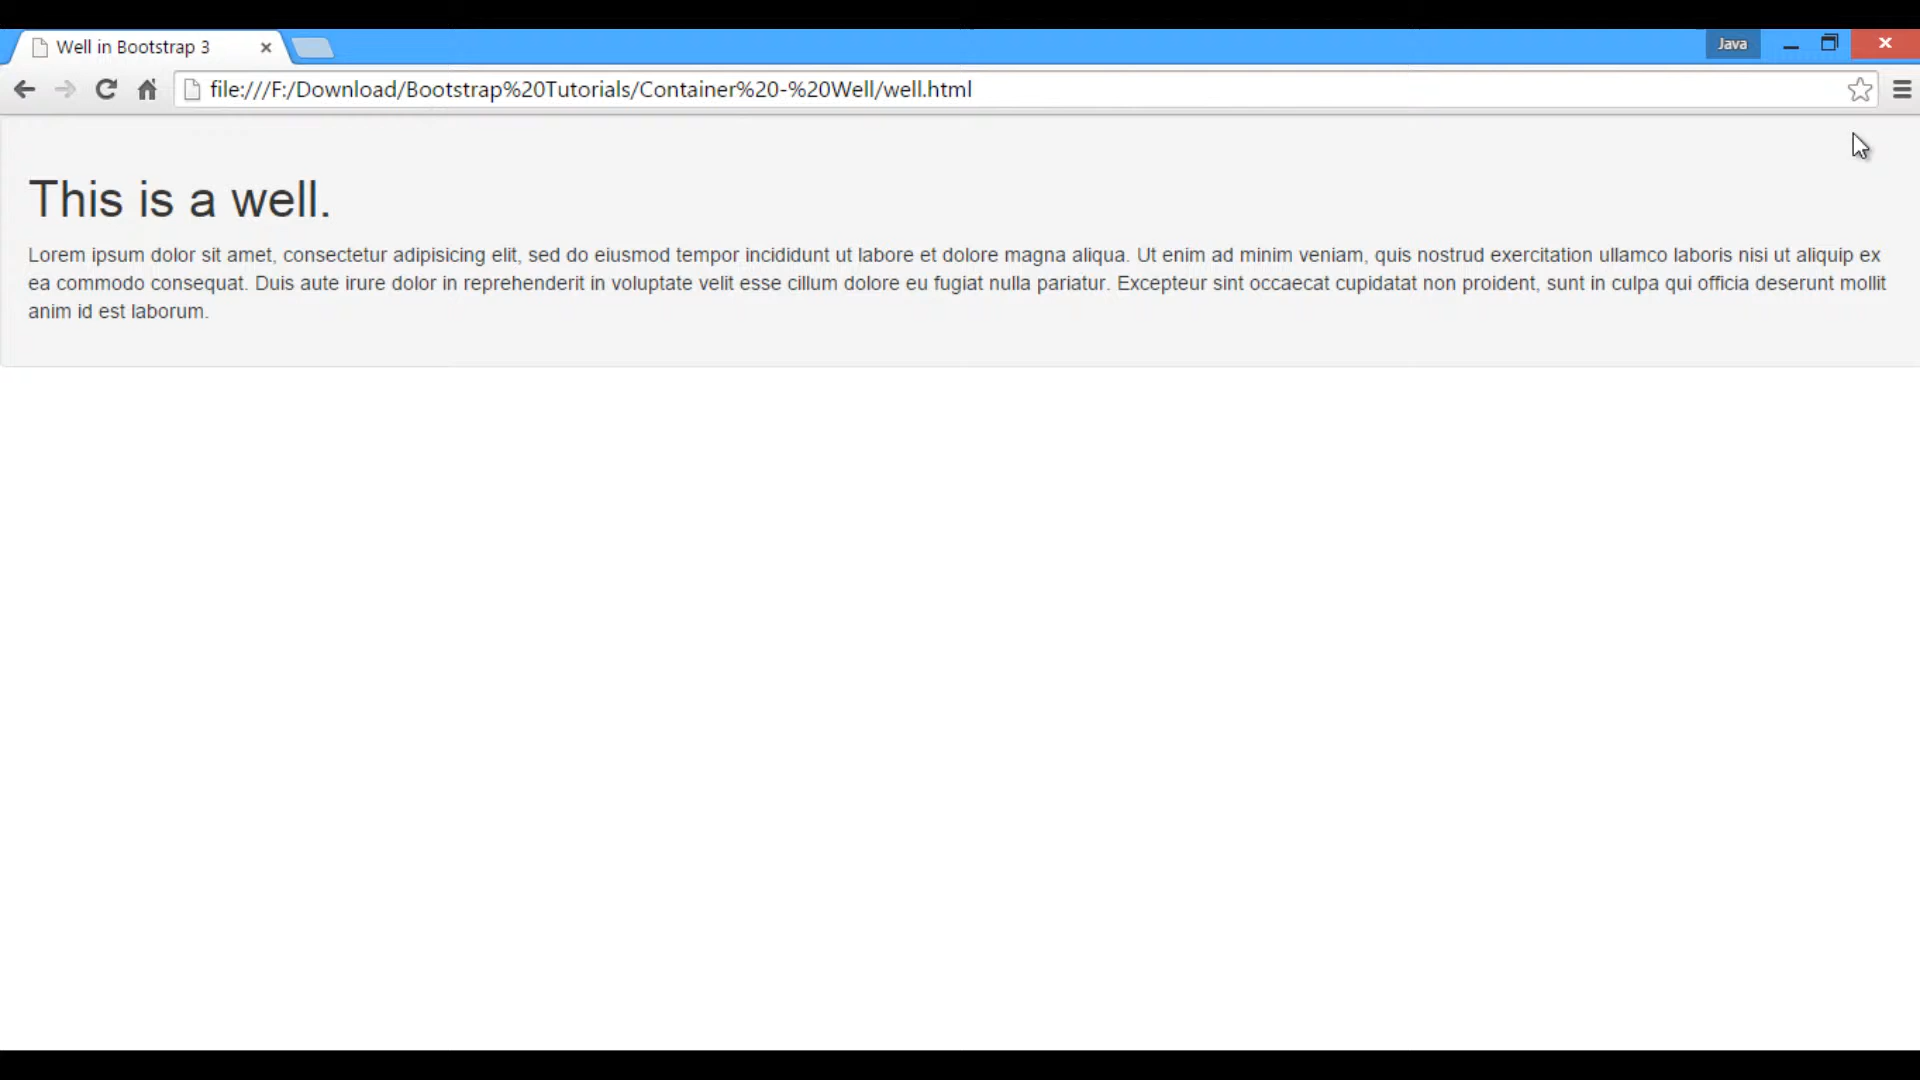 Well in Bootstrap 3
Java
file:///F:/Download/Bootstrap%20Tutorials/Container%20-%20Well/well.html
This is a well.
Lorem ipsum dolor sit amet, consectetur adipisicing elit, sed do eiusmod tempor incididunt ut labore et dolore magna aliqua. Ut enim ad minim veniam, quis nostrud exercitation ullamco laboris nisi ut aliquip ex
ea commodo consequat. Duis aute irure dolor in reprehenderit in voluptate velit esse cillum dolore eu fugiat nulla pariatur. Excepteur sint occaecat cupidatat non proident, sunt in culpa qui officia deserunt mollit
anim id est laborum.